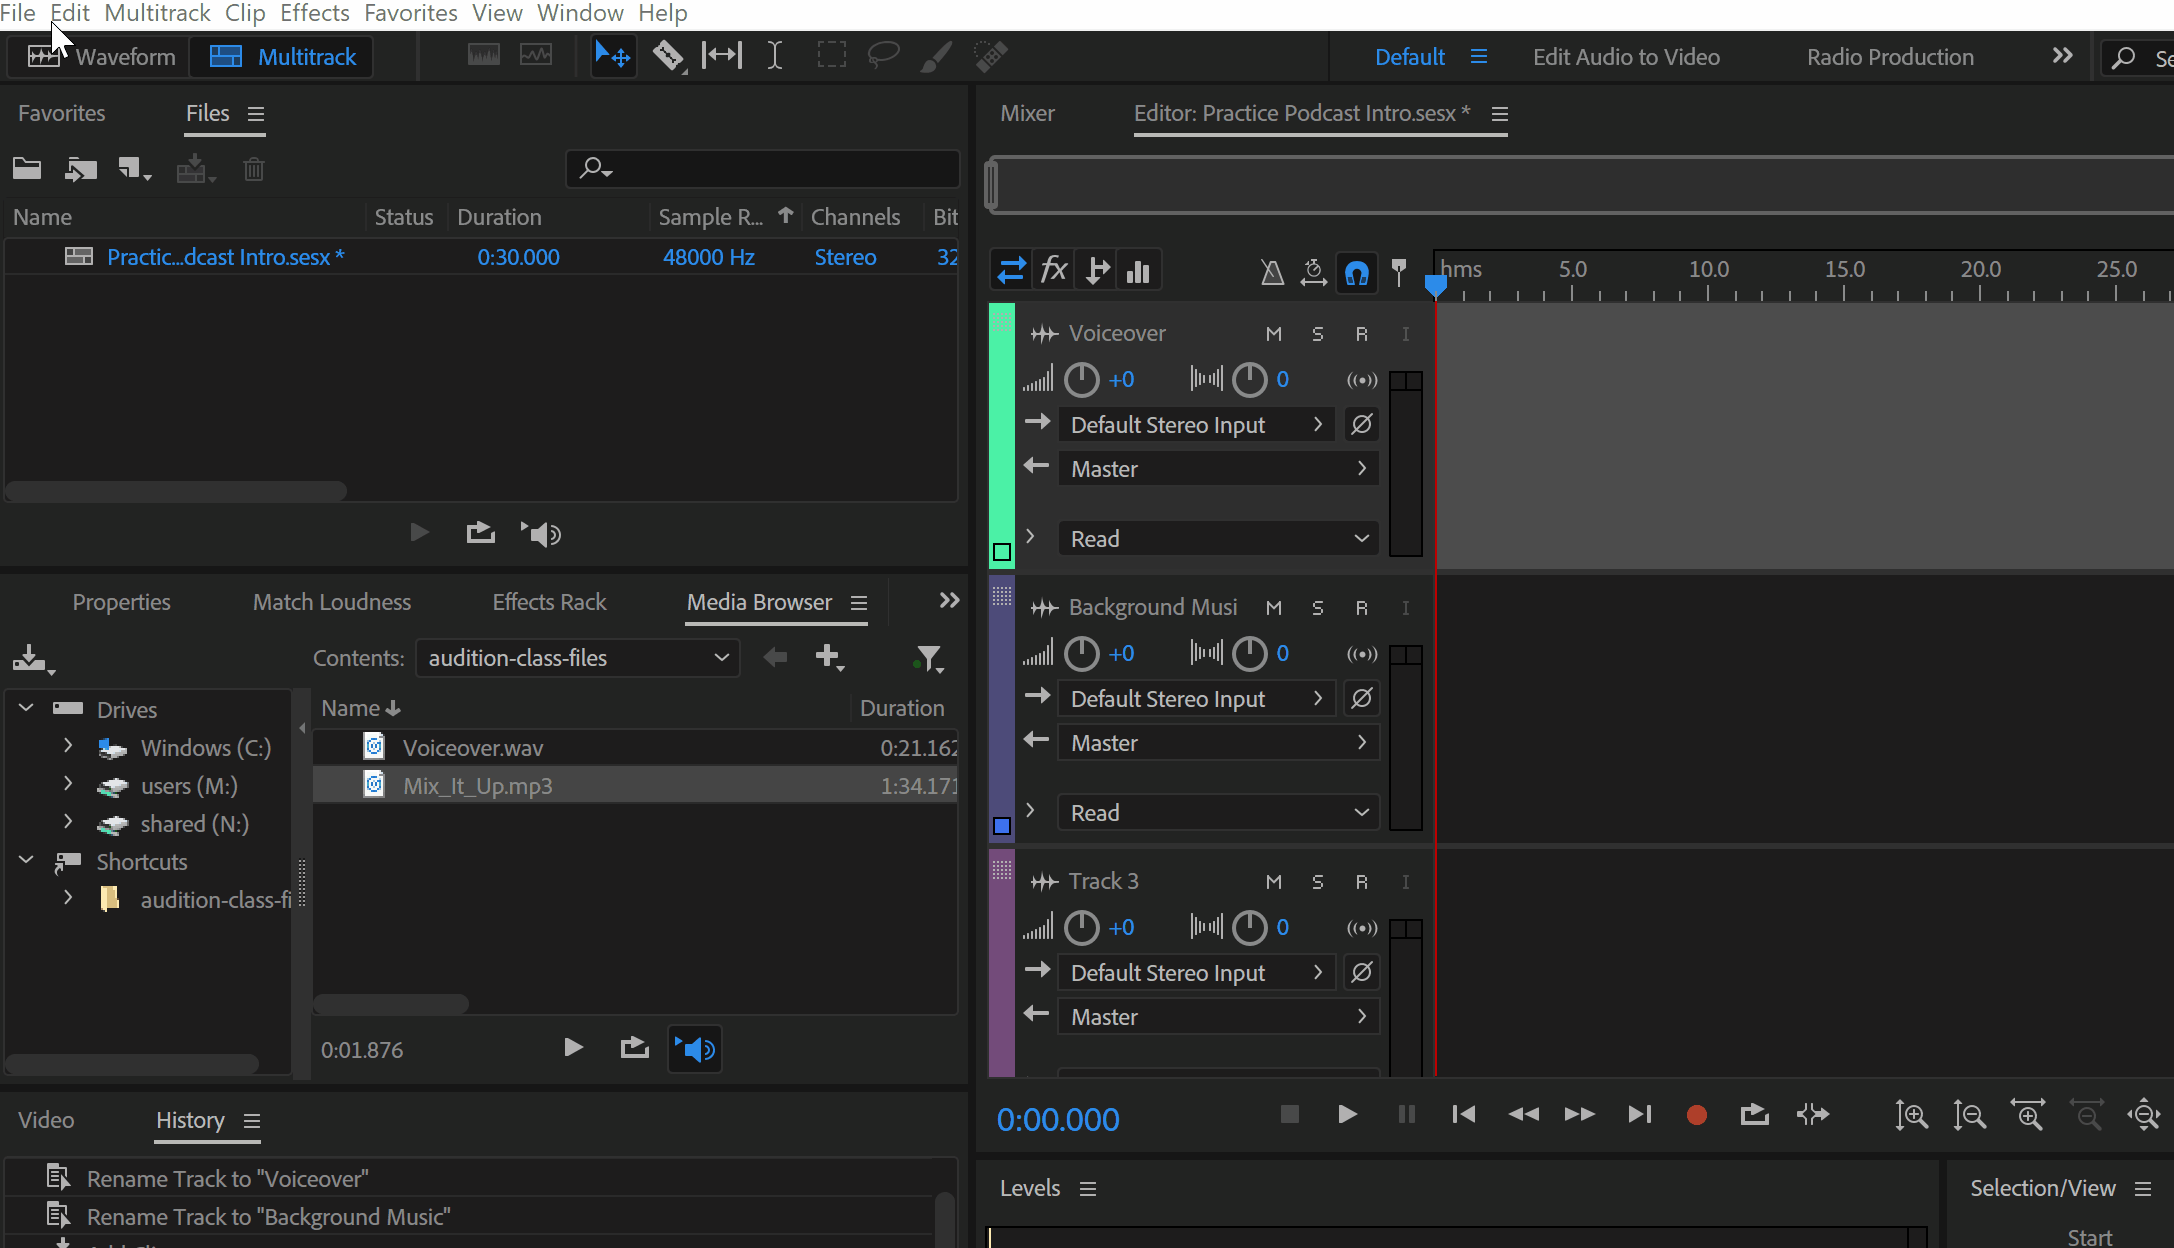 File Edit Multitrack Clip Effects Favorites View Window Help
Waveform Multitrack Default Edit Audio to Video Radio Production
Favorites Files
Name Status Duration Sample R... Channels Bit
Practic...dcast Intro.sesx * 0:30.000 48000 Hz Stereo 32
Properties Match Loudness Effects Rack Media Browser
Contents: audition-class-files
Drives
Windows (C:)
users (M:)
shared (N:)
Shortcuts
audition-class-fi
Name Duration
Voiceover.wav 0:21.162
Mix_It_Up.mp3 1:34.171
0:01.876
Video History
Rename Track to "Voiceover"
Rename Track to "Background Music"
Mixer Editor: Practice Podcast Intro.sesx *
fx
hms 5.0 10.0 15.0 20.0 25.0
Voiceover M S R I
+0 0
Default Stereo Input
Master
Read
Background Musi M S R I
+0 0
Default Stereo Input
Master
Read
Track 3 M S R I
+0 0
Default Stereo Input
Master
0:00.000
Levels
Selection/View
Start